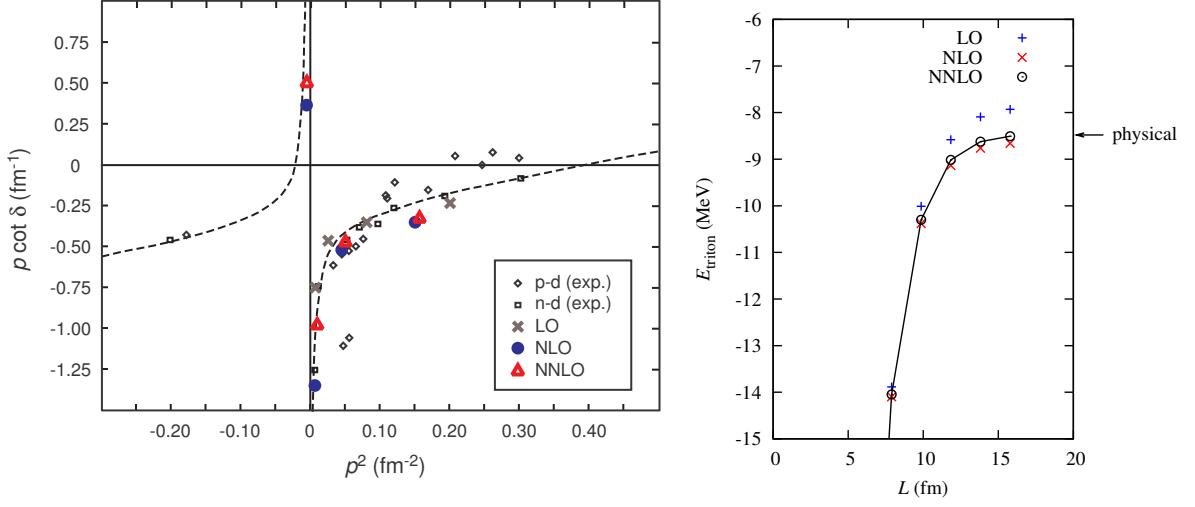 0.75
0.50
0.25
0
-0.25
-0.50
-0.75
-1.00
-1.25
p cot δ (fm-1)
-0.20
-0.10
0
0.10
0.20
0.30
0.40
p2 (fm-2)
p-d (exp.)
n-d (exp.)
LO
NLO
NNLO
-6
-7
-8
-9
-10
-11
-12
-13
-14
-15
Etriton (MeV)
0
5
10
15
20
L (fm)
LO
NLO
NNLO
physical